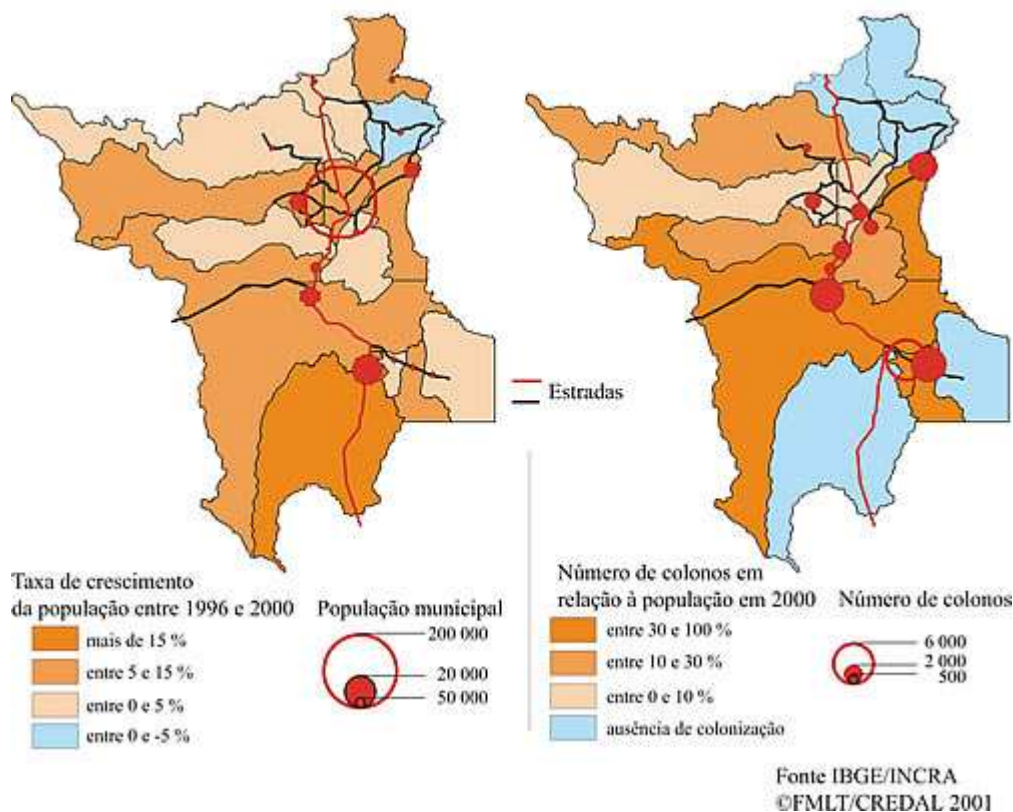 Estradas
Taxa de crescimento
da população entre 1996 e 2000
mais de 15 %
entre 5 e 15 %
entre 0 e 5 %
entre 0 e -5 %
População municipal
200 000
20 000
50 000
Número de colonos em
relação à população em 2000
entre 30 e 100 %
entre 10 e 30 %
entre 0 e 10 %
ausência de colonização
Número de colonos
6 000
2 000
500
Fonte IBGE/INCRA
©FMLT/CREDAL 2001